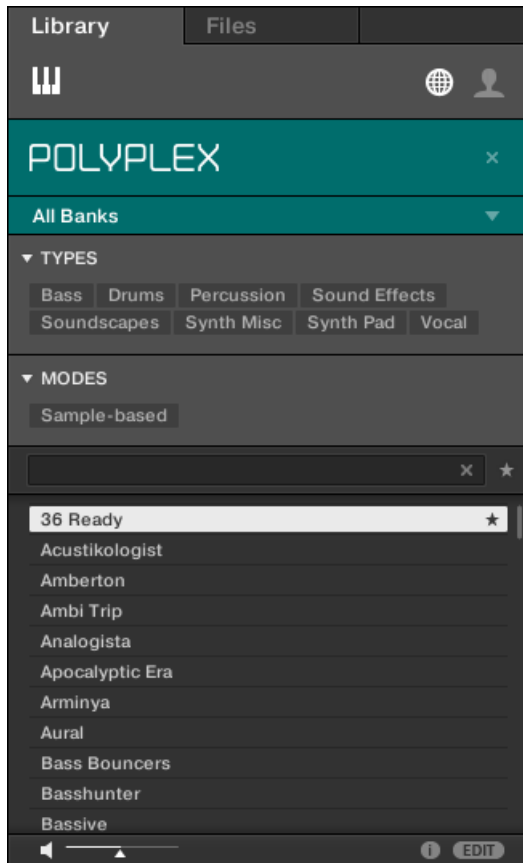 Library Files
POLYPLEX
All Banks
TYPES
Bass Drums Percussion Sound Effects
Soundscapes Synth Misc Synth Pad Vocal
MODES
Sample-based
36 Ready
Acustikologist
Amberton
Ambi Trip
Analogista
Apocalyptic Era
Arminya
Aural
Bass Bouncers
Basshunter
Bassive
i EDIT